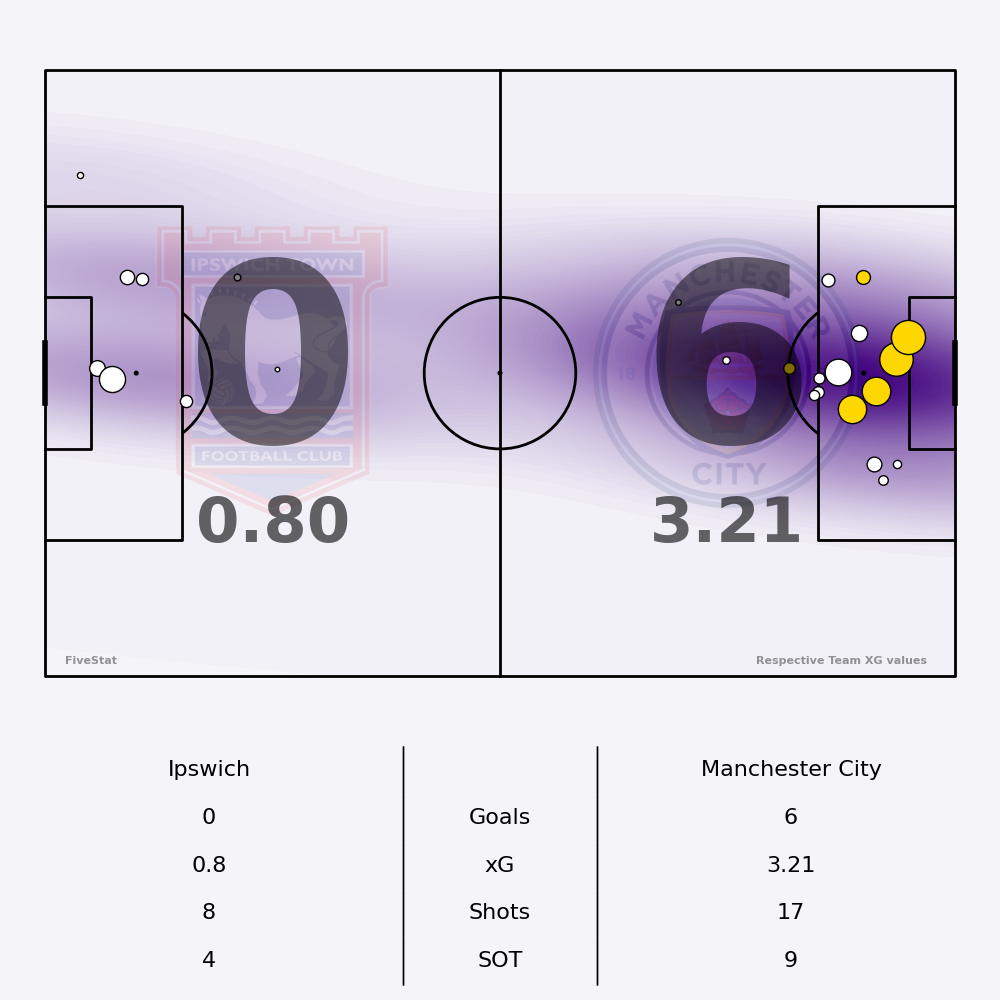 IPSWICH TOWN
FOOTBALL CLUB
MANCHESTER
18
CITY
0
6
0.80
3.21
FiveStat
Respective Team XG values
Ipswich
Manchester City
0
Goals
6
0.8
xG
3.21
8
Shots
17
4
SOT
9